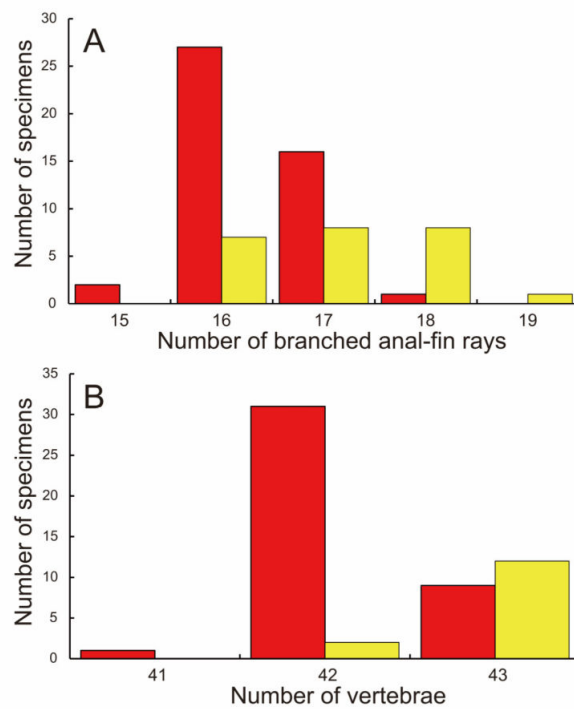 A
Number of specimens
30
25
20
15
10
5
0
15 16 17 18 19
Number of branched anal-fin rays
B
Number of specimens
35
30
25
20
15
10
5
0
41 42 43
Number of vertebrae